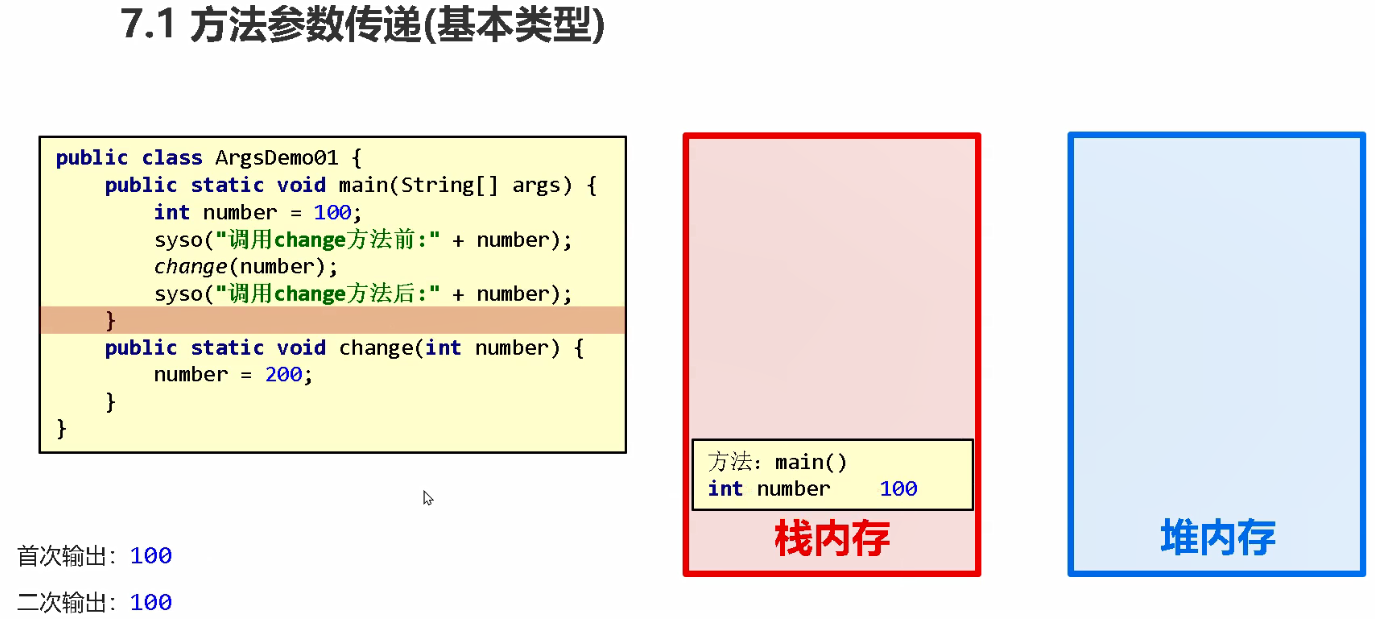 7.1 方法参数传递(基本类型)
public class ArgsDemo01 {
public static void main(String[] args) {
int number = 100;
syso("调用change方法前:" + number);
change(number);
syso("调用change方法后:" + number);
}
public static void change(int number) {
number = 200;
}
}
首次输出：100
二次输出：100
方法：main()
int number 100
栈内存
堆内存